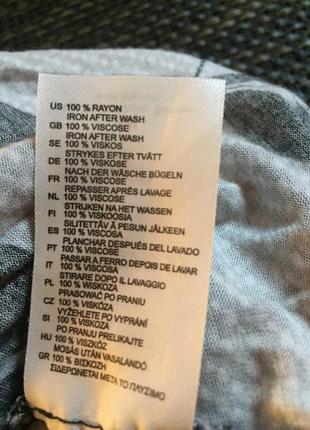 US 100 % RAYON
IRON AFTER WASH
GB 100 % VISCOSE
IRON AFTER WASH
SE 100 % VISKOS
STRYKES EFTER TVÄTT
DE 100 % VISKOSE
NACH DER WÄSCHE BÜGELN
FR 100 % VISCOSE
REPASSER APRÈS LAVAGE
NL 100 % VISCOSE
STRIJKEN NA HET WASSEN
FI 100 % VISKOOSIA
SILITETTÄVÄ PESUN JÄLKEEN
ES 100 % VISCOSA
PLANCHAR DESPUÉS DEL LAVADO
PT 100 % VISCOSE
PASSAR A FERRO DEPOIS DE LAVAR
IT 100 % VISCOSA
STIRARE DOPO IL LAVAGGIO
PL 100 % WISKOZA
PRASOWAĆ PO PRANIU
CZ 100 % VISKOZA
VYŽEHLETE PO VYPRÁNÍ
SI 100 % VISKOZA
PO PRANJU PRELIKAJTE
HU 100 % VISZKÓZ
MOSÁS UTÁN VASALANDÓ
GR 100 % ΒΙΣΚΟΖΗ
ΣΙΔΕΡΩΝΕΤΑΙ ΜΕΤΑ ΤΟ ΠΛΥΣΙΜΟ